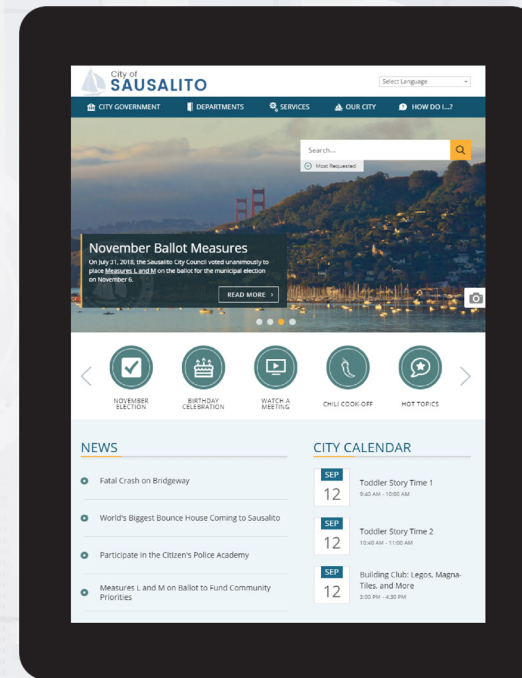 City of
SAUSALITO
Select Language
CITY GOVERNMENT
DEPARTMENTS
SERVICES
OUR CITY
HOW DO I...?
Search...
Most Requested
November Ballot Measures
On July 31, 2018, the Sausalito City Council voted unanimously to
place Measures L and M on the ballot for the municipal election
on November 6.
READ MORE >
NOVEMBER
ELECTION
BIRTHDAY
CELEBRATION
WATCH A
MEETING
CHILI COOK-OFF
HOT TOPICS
NEWS
Fatal Crash on Bridgeway
World's Biggest Bounce House Coming to Sausalito
Participate in the Citizen's Police Academy
Measures L and M on Ballot to Fund Community
Priorities
CITY CALENDAR
SEP
12
Toddler Story Time 1
9:40 AM - 10:00 AM
SEP
12
Toddler Story Time 2
10:40 AM - 11:00 AM
SEP
12
Building Club: Legos, Magna-
Tiles, and More
3:00 PM - 4:30 PM